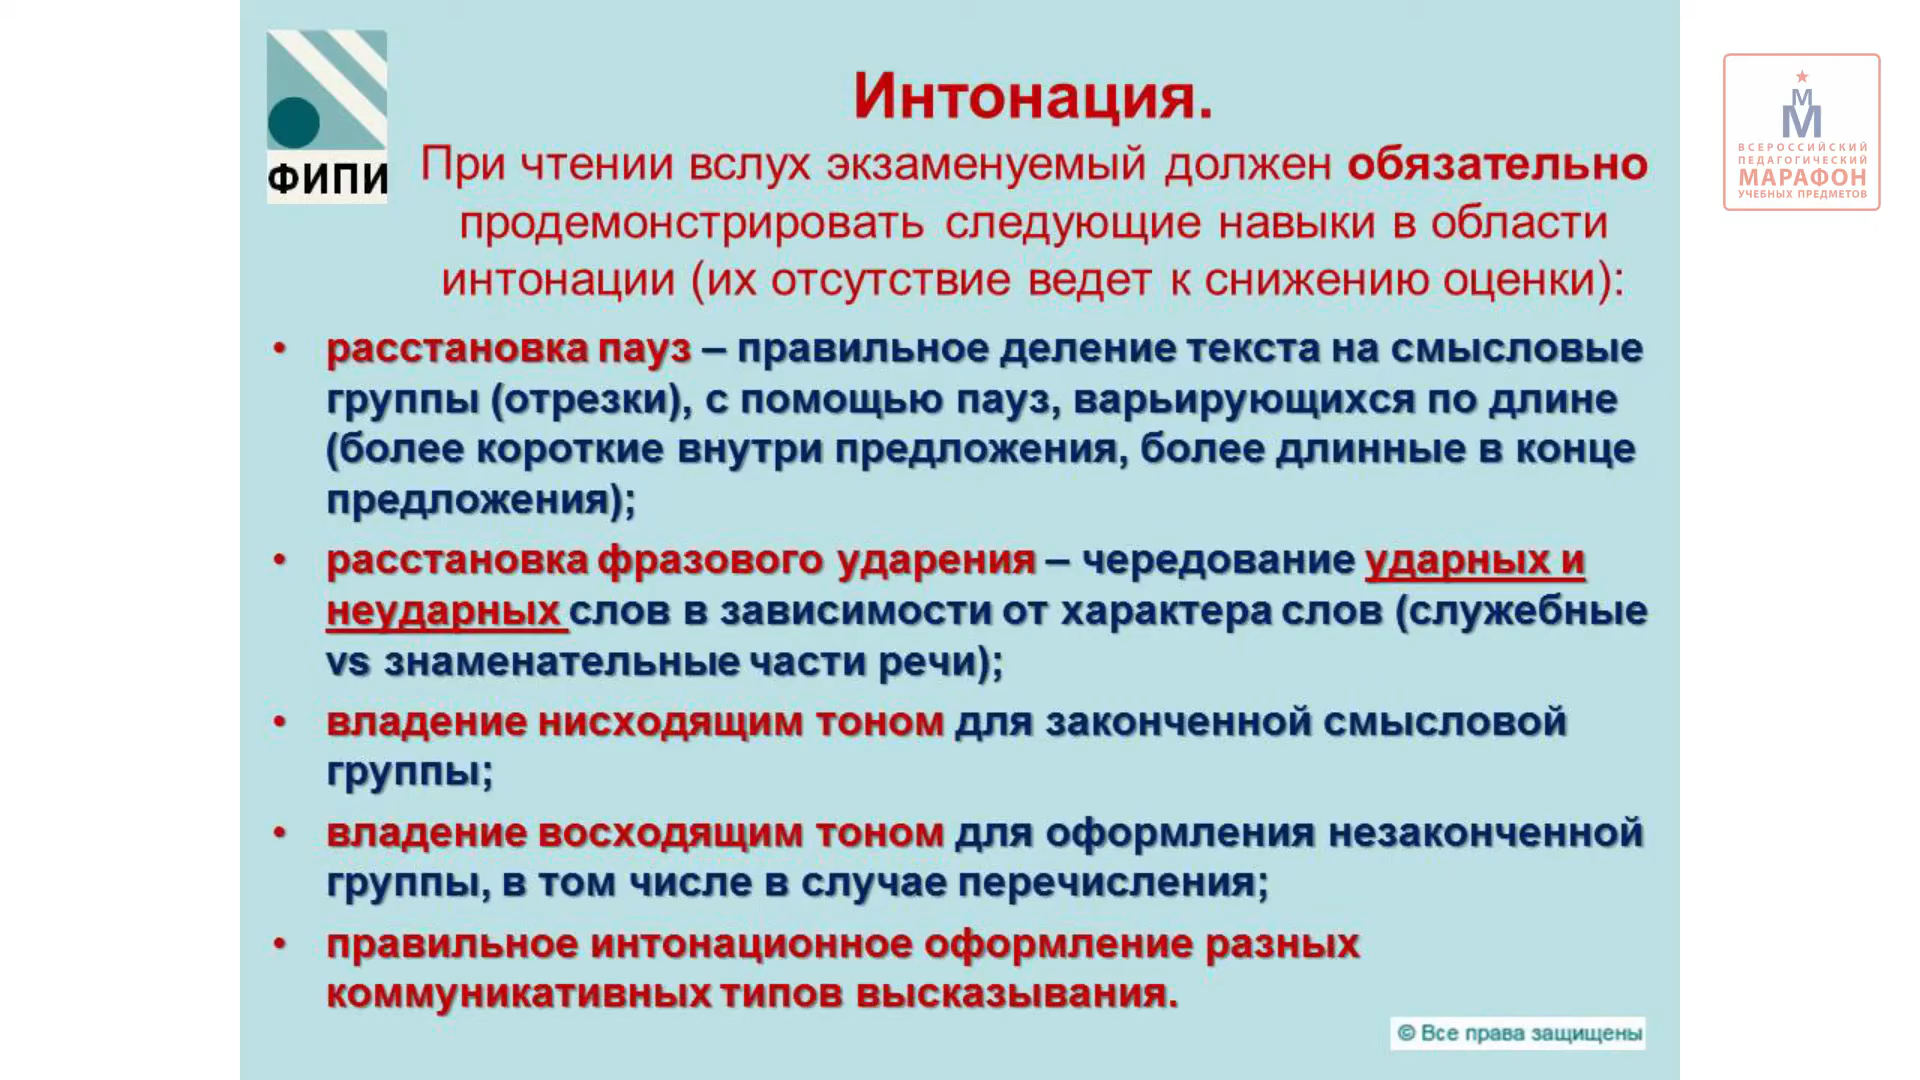 ФИПИ
Интонация.
При чтении вслух экзаменуемый должен обязательно
продемонстрировать следующие навыки в области
интонации (их отсутствие ведет к снижению оценки):
• расстановка пауз – правильное деление текста на смысловые
группы (отрезки), с помощью пауз, варьирующихся по длине
(более короткие внутри предложения, более длинные в конце
предложения);
• расстановка фразового ударения – чередование ударных и
неударных слов в зависимости от характера слов (служебные
vs знаменательные части речи);
• владение нисходящим тоном для законченной смысловой
группы;
• владение восходящим тоном для оформления незаконченной
группы, в том числе в случае перечисления;
• правильное интонационное оформление разных
коммуникативных типов высказывания.
© Все права защищены
М
М
ВСЕРОССИЙСКИЙ
ПЕДАГОГИЧЕСКИЙ
МАРАФОН
УЧЕБНЫХ ПРЕДМЕТОВ